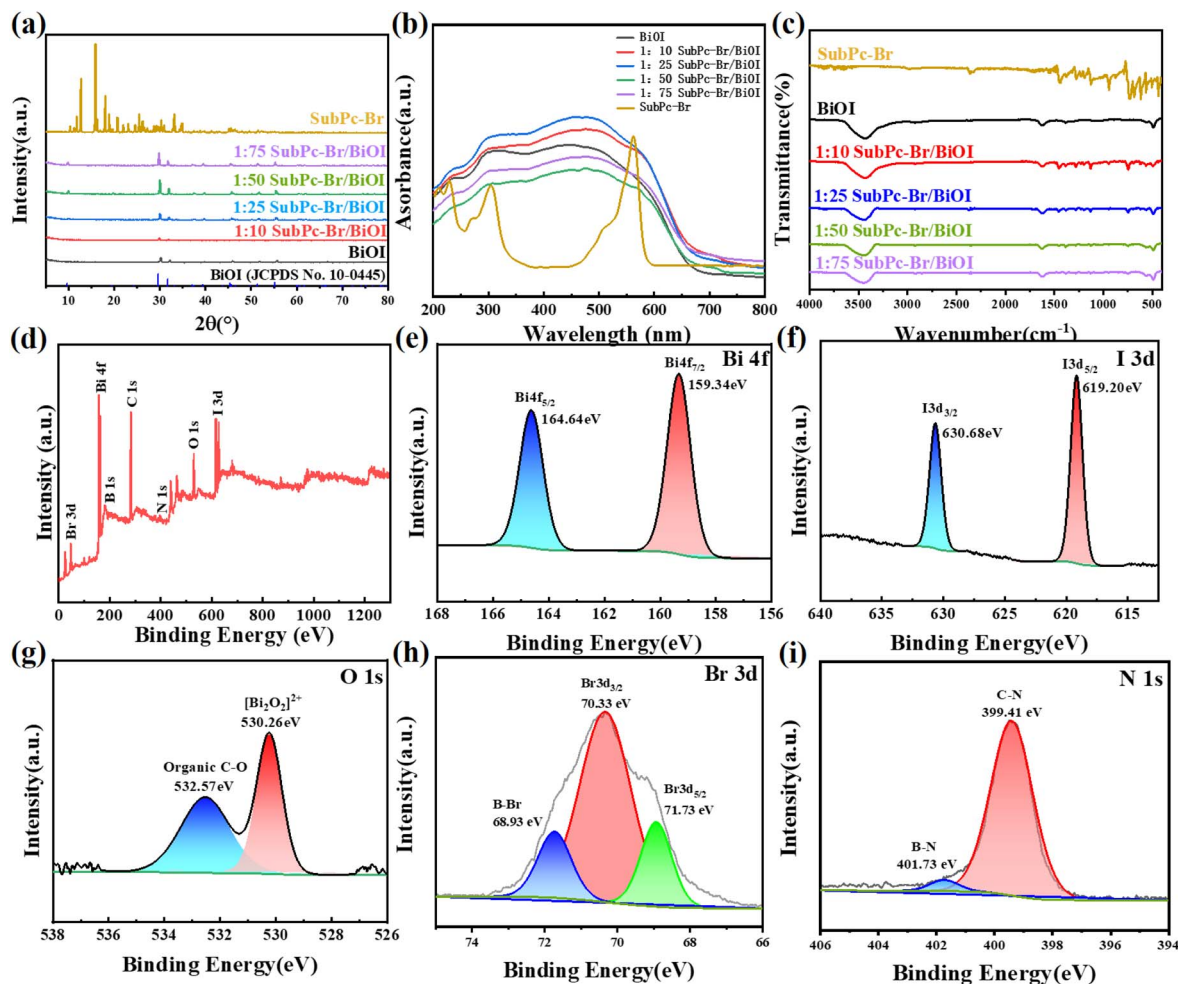 (a)
SubPc-Br
1:75 SubPc-Br/BiOI
1:50 SubPc-Br/BiOI
1:25 SubPc-Br/BiOI
1:10 SubPc-Br/BiOI
BiOI
BiOI (JCPDS No. 10-0445)
Intensity(a.u.)
5 10 15 20 25 30 35 40 45 50 55 60 65 70 75 80
2θ(°)
(b)
BiOI
1: 10 SubPc-Br/BiOI
1: 25 SubPc-Br/BiOI
1: 50 SubPc-Br/BiOI
1: 75 SubPc-Br/BiOI
SubPc-Br
Asorbance(a.u.)
200 300 400 500 600 700 800
Wavelength (nm)
(c)
SubPc-Br
BiOI
1:10 SubPc-Br/BiOI
1:25 SubPc-Br/BiOI
1:50 SubPc-Br/BiOI
1:75 SubPc-Br/BiOI
Transmittance(%)
4000 3500 3000 2500 2000 1500 1000 500
Wavenumber(cm⁻¹)
(d)
Br 3d
Bi 4f
B 1s
C 1s
N 1s
O 1s
I 3d
Intensity (a.u.)
0 200 400 600 800 1000 1200
Binding Energy (eV)
(e)
Bi 4f
Bi4f₅/₂
164.64eV
Bi4f₇/₂
159.34eV
Intensity (a.u.)
168 166 164 162 160 158 156
Binding Energy(eV)
(f)
I 3d
I3d₃/₂
630.68eV
I3d₅/₂
619.20eV
Intensity (a.u.)
640 635 630 625 620 615
Binding Energy(eV)
(g)
O 1s
[Bi₂O₂]²⁺
530.26eV
Organic C-O
532.57eV
Intensity(a.u.)
538 536 534 532 530 528 526
Binding Energy(eV)
(h)
Br 3d
Br3d₃/₂
70.33 eV
B-Br
68.93 eV
Br3d₅/₂
71.73 eV
Intensity(a.u.)
74 72 70 68 66
Binding Energy(eV)
(i)
N 1s
C-N
399.41 eV
B-N
401.73 eV
Intensity(a.u.)
406 404 402 400 398 396 394
Binding Energy(eV)